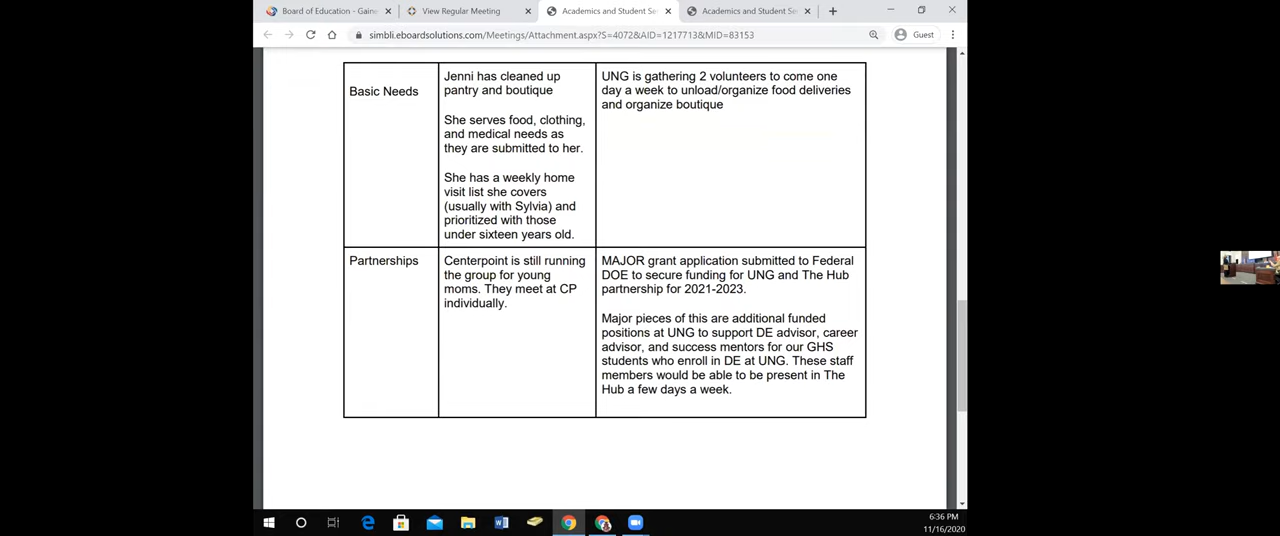 Board of Education - Gaine
View Regular Meeting
Academics and Student Se
Academics and Student Se
simbli.eboardsolutions.com/Meetings/Attachment.aspx?S=4072&AID=1217713&MID=83153
Guest
Basic Needs
Jenni has cleaned up
pantry and boutique
She serves food, clothing,
and medical needs as
they are submitted to her.
She has a weekly home
visit list she covers
(usually with Sylvia) and
prioritized with those
under sixteen years old.
UNG is gathering 2 volunteers to come one
day a week to unload/organize food deliveries
and organize boutique
Partnerships
Centerpoint is still running
the group for young
moms. They meet at CP
individually.
MAJOR grant application submitted to Federal
DOE to secure funding for UNG and The Hub
partnership for 2021-2023.
Major pieces of this are additional funded
positions at UNG to support DE advisor, career
advisor, and success mentors for our GHS
students who enroll in DE at UNG. These staff
members would be able to be present in The
Hub a few days a week.
6:36 PM
11/16/2020